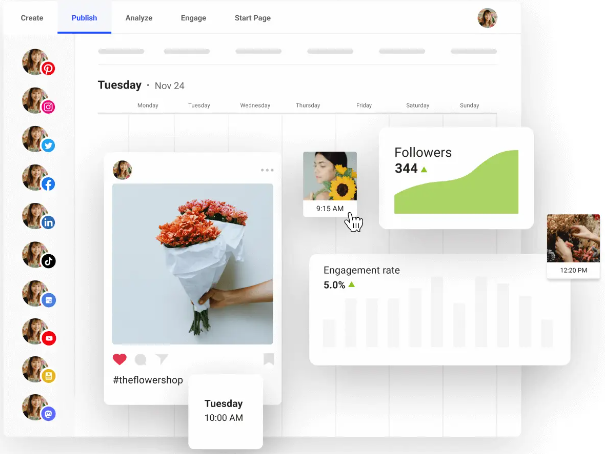 Create Publish Analyze Engage Start Page
Tuesday · Nov 24
Monday Tuesday Wednesday Thursday Friday Saturday Sunday
Followers
344
9:15 AM
12:20 PM
Engagement rate
5.0%
#theflowershop
Tuesday
10:00 AM